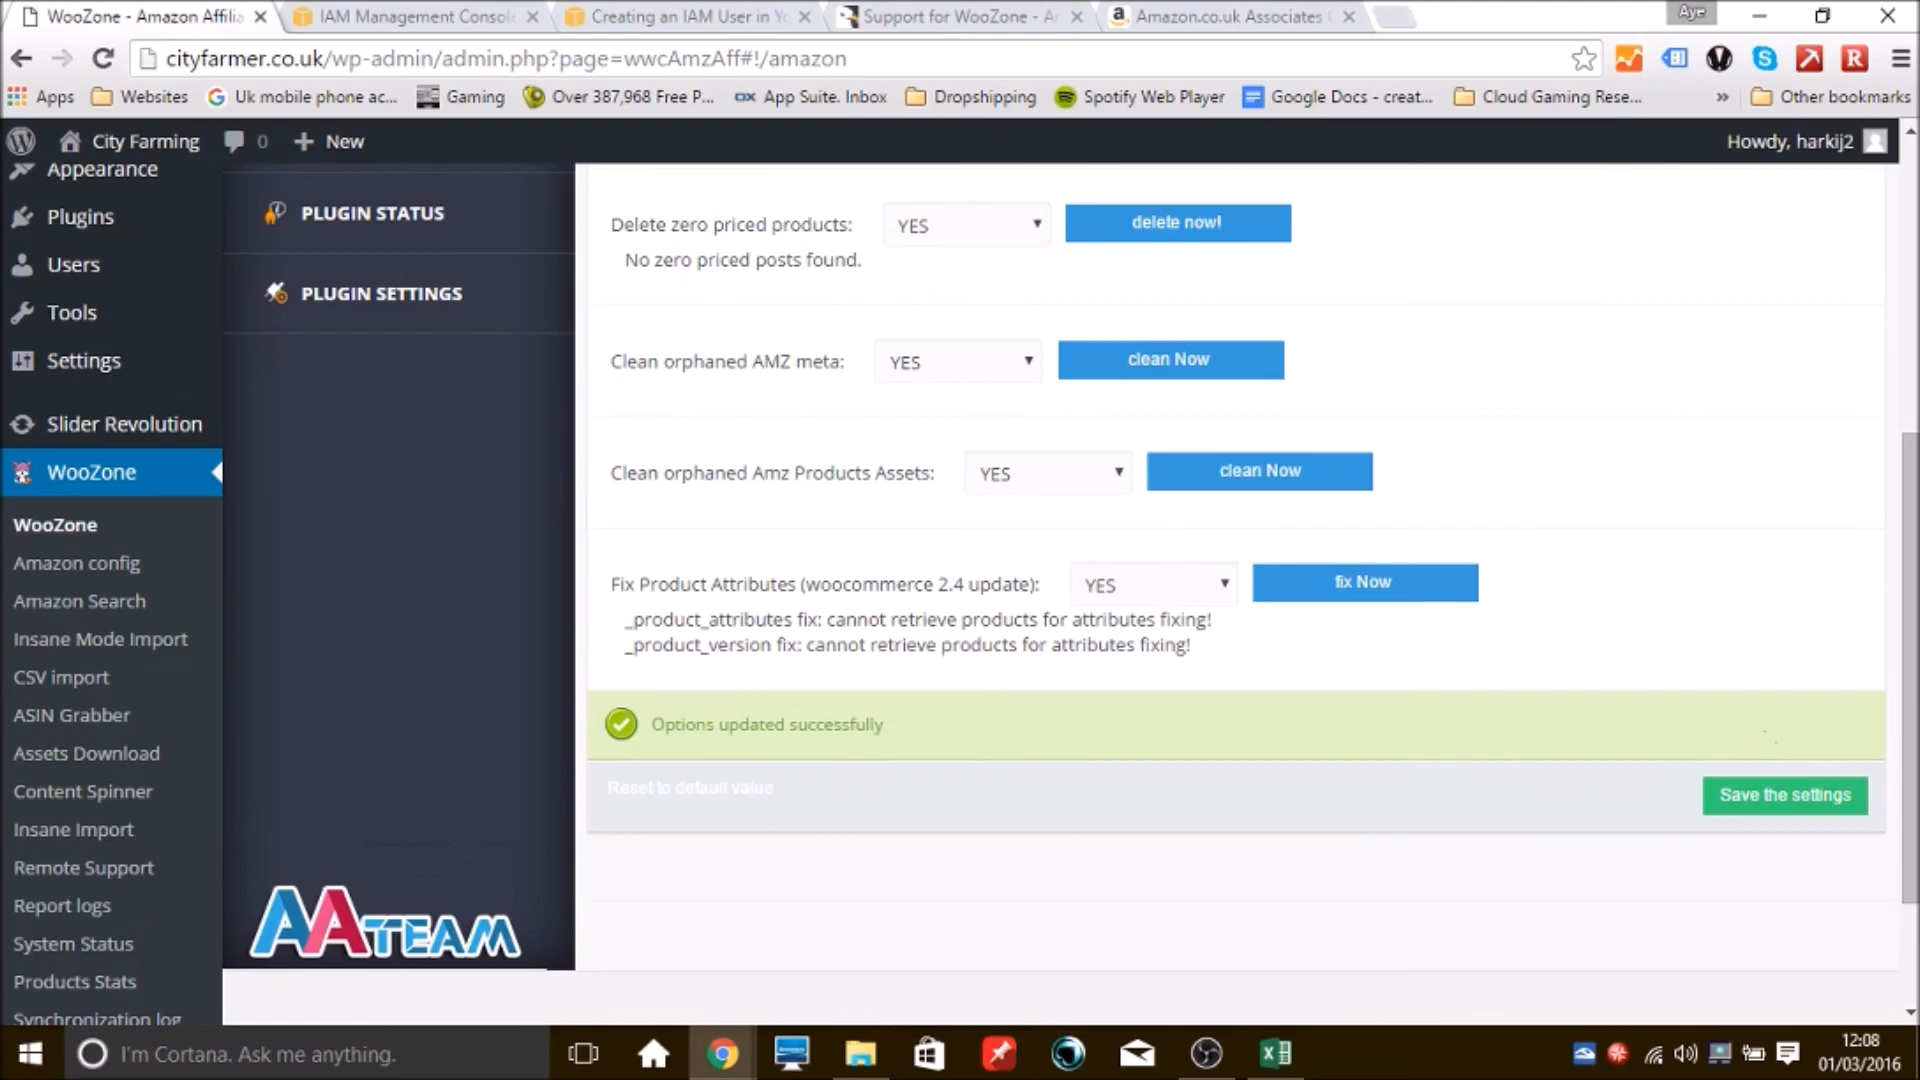 WooZone - Amazon Affilia
IAM Management Consol
Creating an IAM User in Yo
Support for WooZone - A
Amazon.co.uk Associates
Aye
cityfarmer.co.uk/wp-admin/admin.php?page=wwcAmzAff#!/amazon
Apps
Websites
Uk mobile phone ac...
Gaming
Over 387,968 Free P...
App Suite. Inbox
Dropshipping
Spotify Web Player
Google Docs - creat...
Cloud Gaming Rese...
»
Other bookmarks
City Farming
0
New
Howdy, harkij2
Appearance
Plugins
Users
Tools
Settings
Slider Revolution
WooZone
WooZone
Amazon config
Amazon Search
Insane Mode Import
CSV import
ASIN Grabber
Assets Download
Content Spinner
Insane Import
Remote Support
Report logs
System Status
Products Stats
Synchronization log
PLUGIN STATUS
PLUGIN SETTINGS
AATEAM
Delete zero priced products:
YES
delete now!
No zero priced posts found.
Clean orphaned AMZ meta:
YES
clean Now
Clean orphaned Amz Products Assets:
YES
clean Now
Fix Product Attributes (woocommerce 2.4 update):
YES
fix Now
_product_attributes fix: cannot retrieve products for attributes fixing!
_product_version fix: cannot retrieve products for attributes fixing!
Options updated successfully
Reset to default value
Save the settings
I'm Cortana. Ask me anything.
12:08
01/03/2016